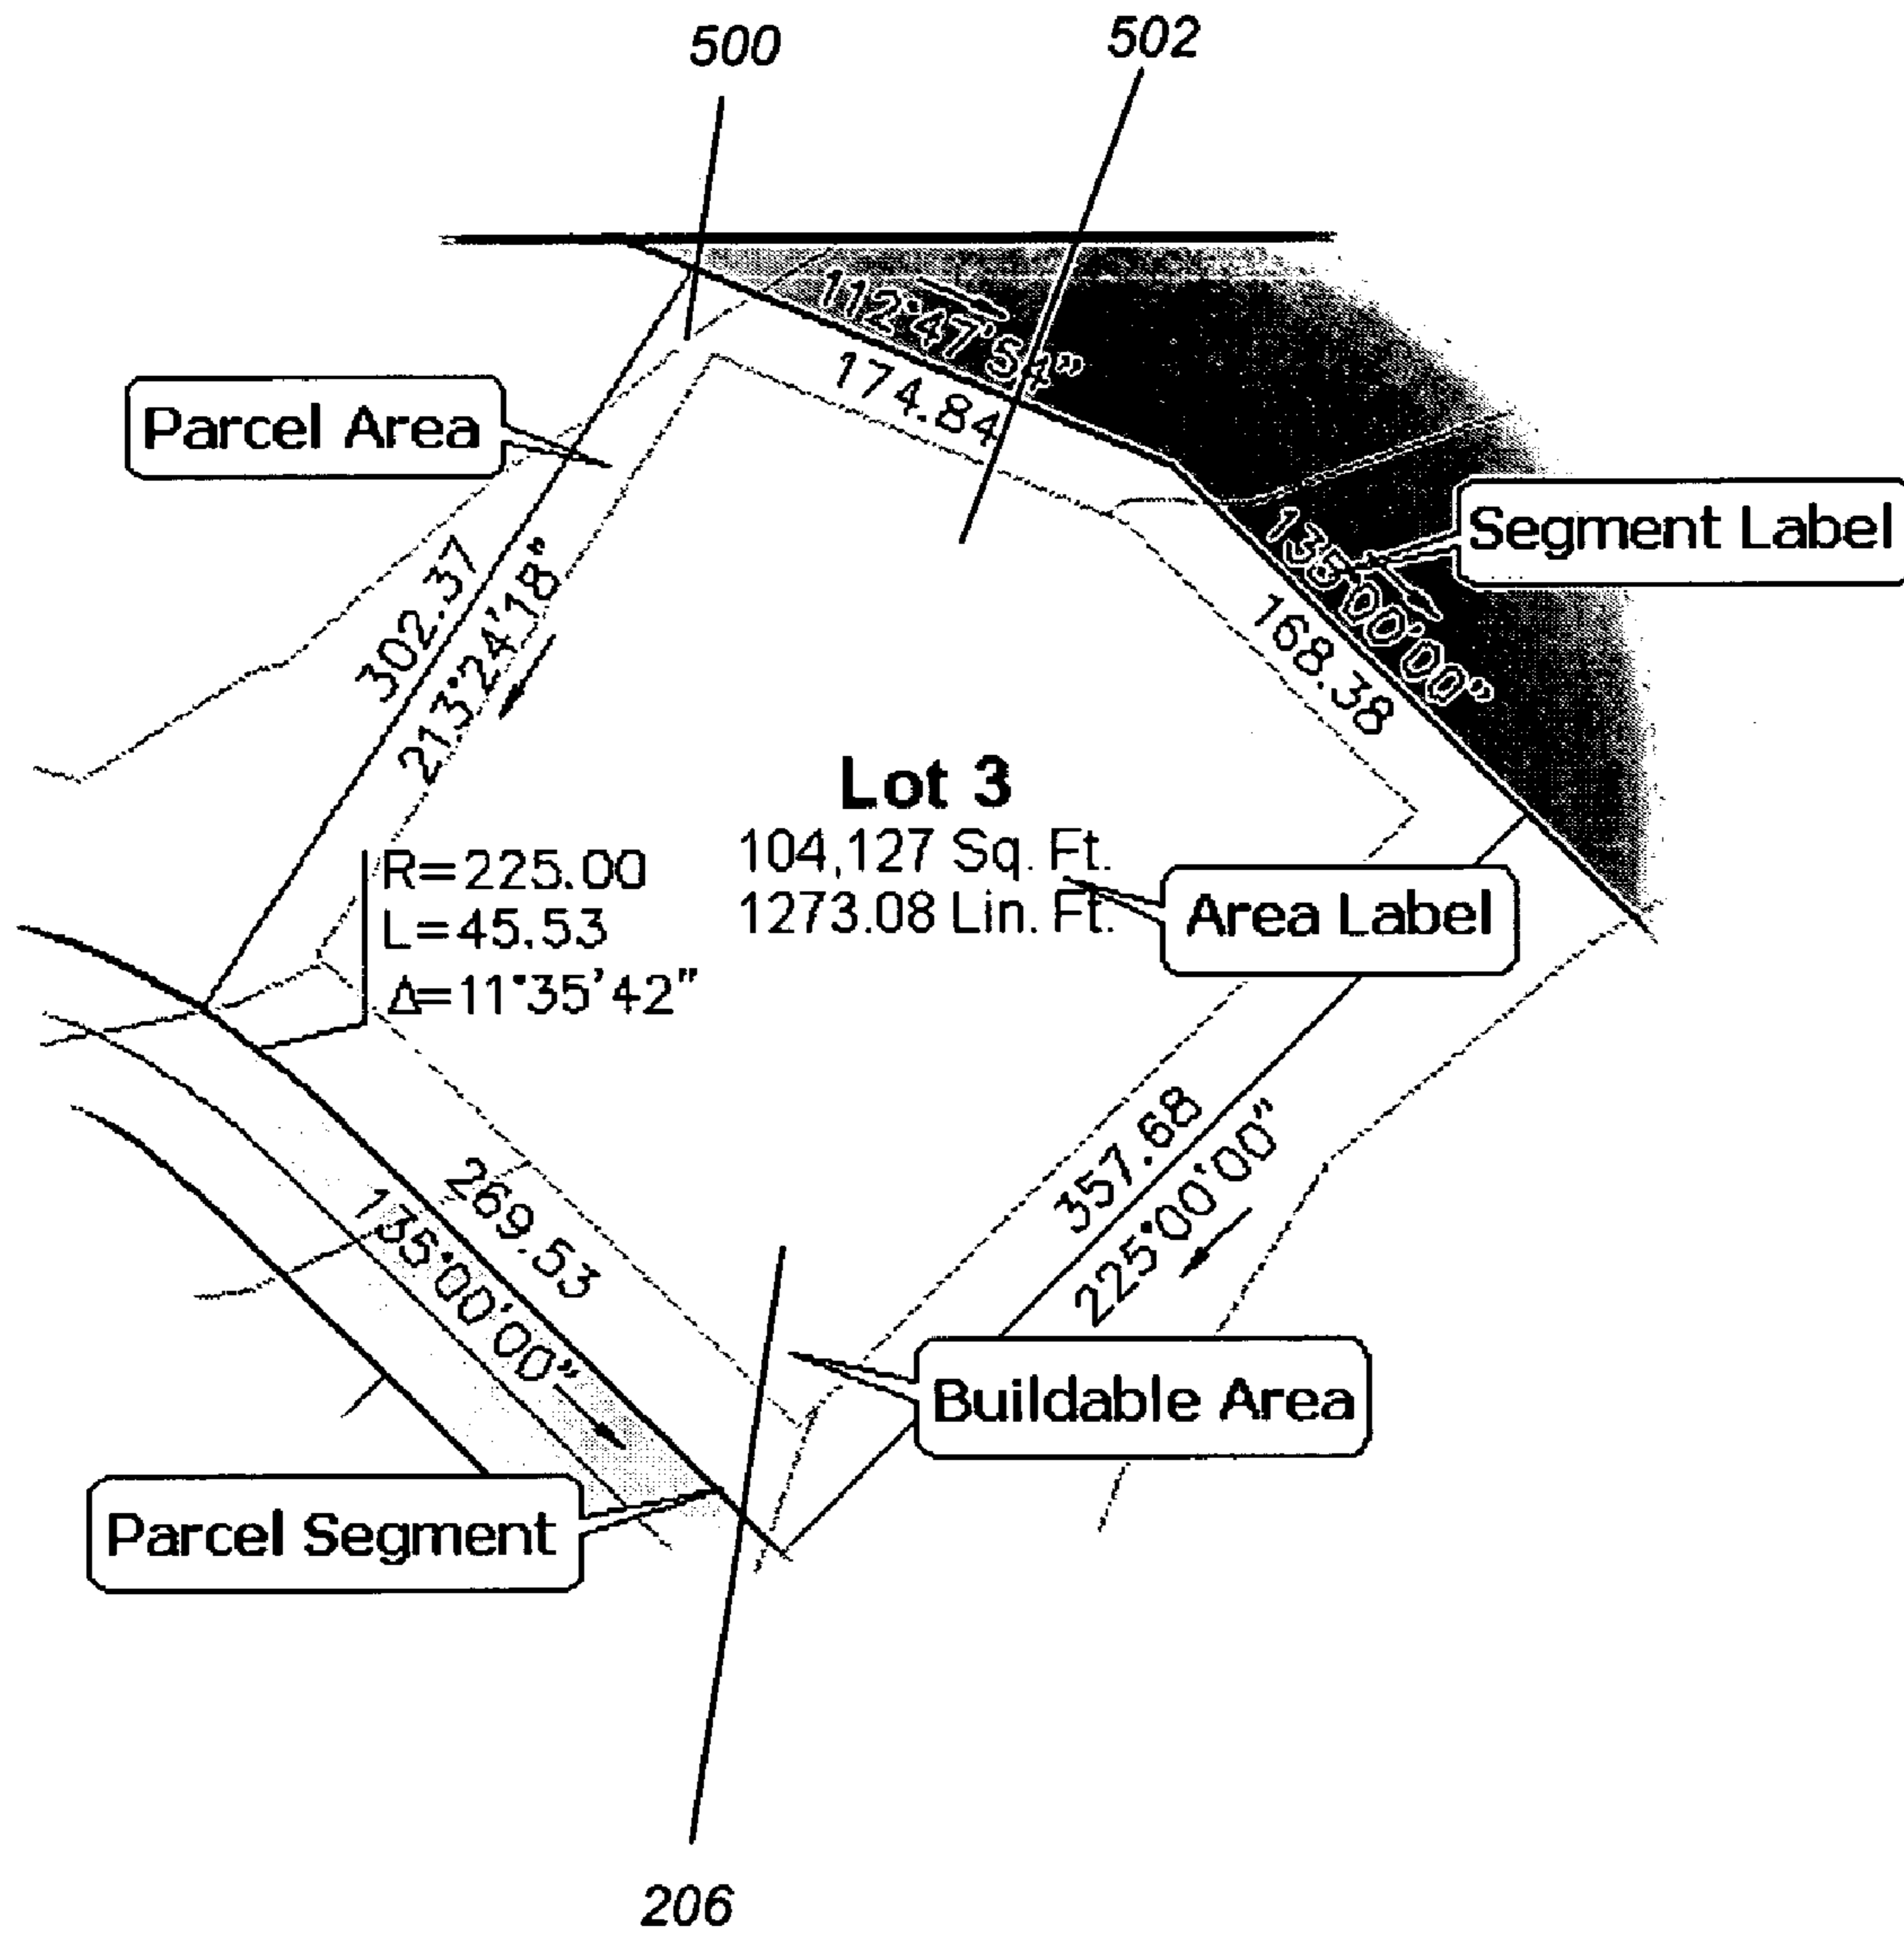 500
502
112°47'54"
174.84
Parcel Area
Segment Label
135°00'00"
168.38
302.37
213°24'18"
Lot 3
104,127 Sq. Ft.
1273.08 Lin. Ft.
R=225.00
L=45.53
Δ=11°35'42"
Area Label
357.68
225°00'00"
269.53
135°00'00"
Buildable Area
Parcel Segment
206